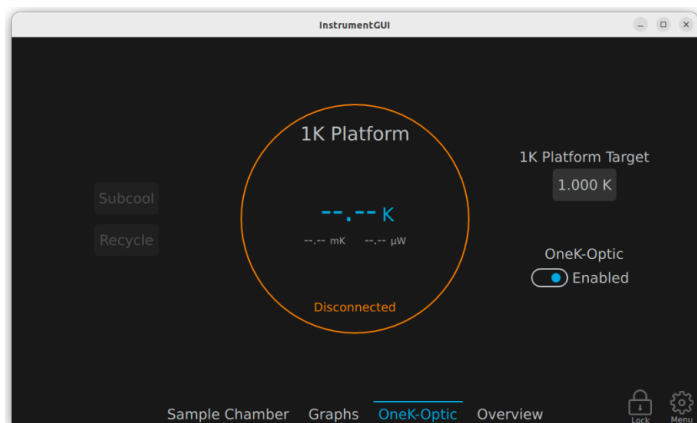 InstrumentGUI
1K Platform
--.-- K
--.-- mK --.-- µW
Disconnected
Subcool
Recycle
1K Platform Target
1.000 K
OneK-Optic
Enabled
Sample Chamber Graphs OneK-Optic Overview
Lock Menu